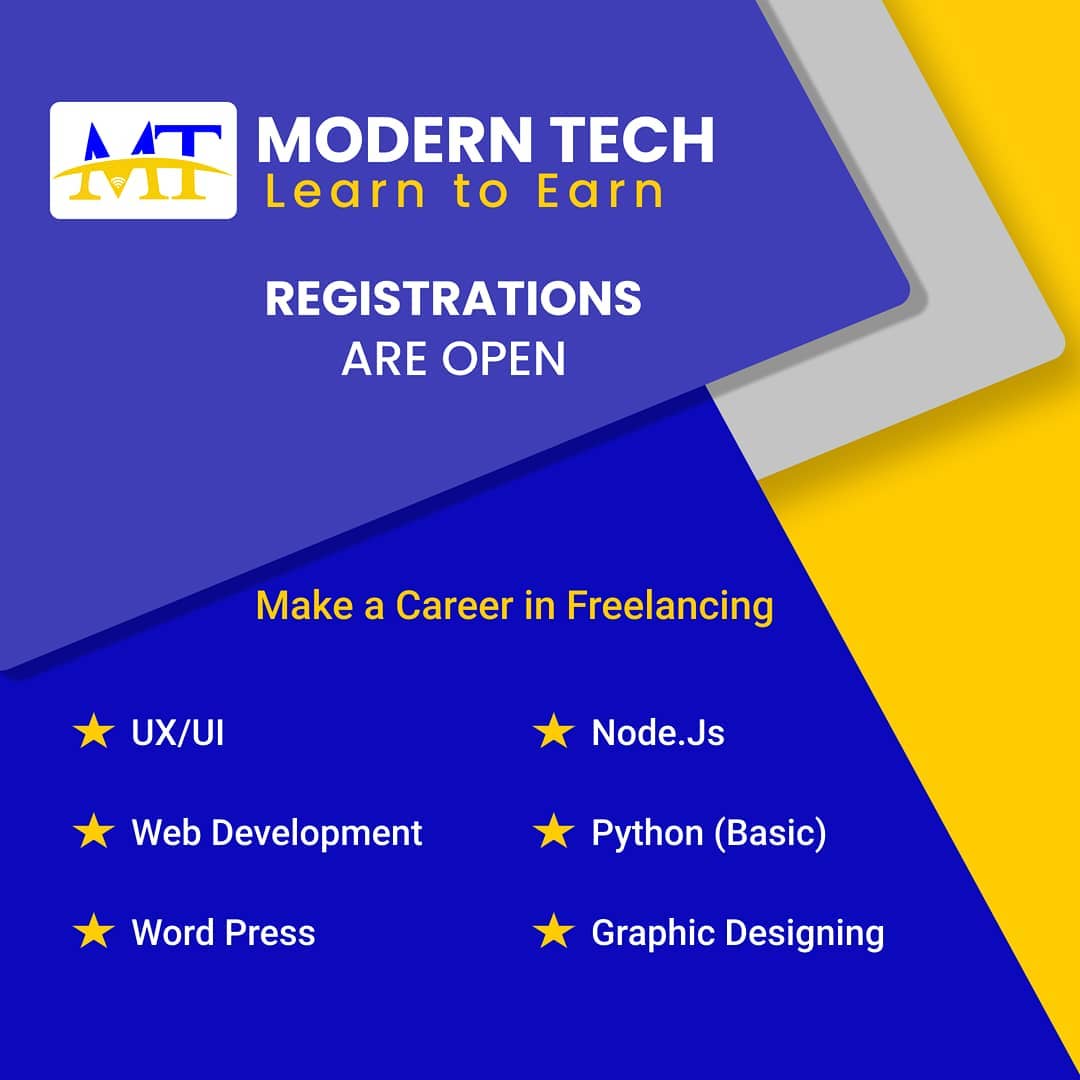 MT
MODERN TECH
Learn to Earn
REGISTRATIONS
ARE OPEN
Make a Career in Freelancing
UX/UI
Web Development
Word Press
Node.Js
Python (Basic)
Graphic Designing